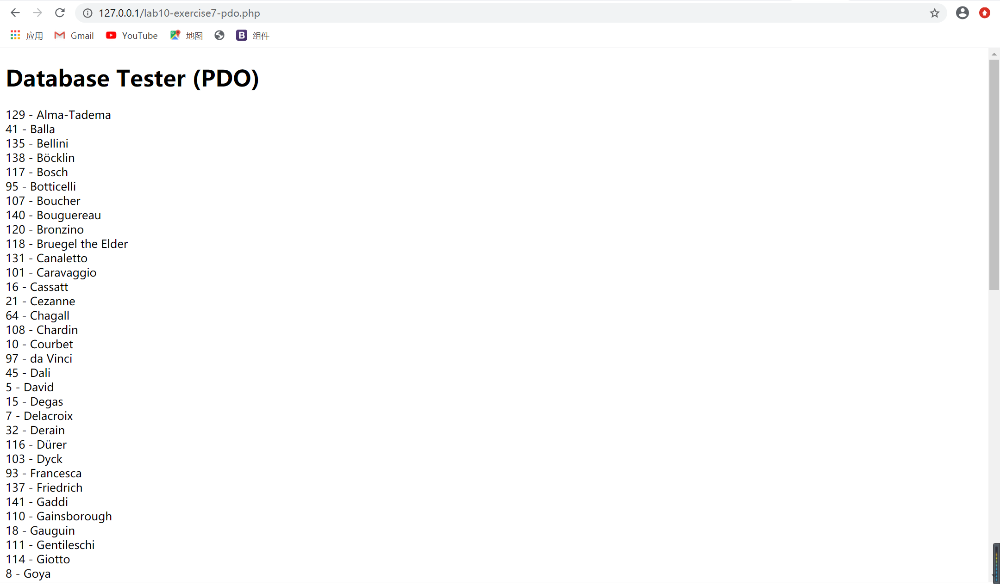 127.0.0.1/lab10-exercise7-pdo.php
应用 Gmail YouTube 地图 B 组件
Database Tester (PDO)
129 - Alma-Tadema
41 - Balla
135 - Bellini
138 - Böcklin
117 - Bosch
95 - Botticelli
107 - Boucher
140 - Bouguereau
120 - Bronzino
118 - Bruegel the Elder
131 - Canaletto
101 - Caravaggio
16 - Cassatt
21 - Cezanne
64 - Chagall
108 - Chardin
10 - Courbet
97 - da Vinci
45 - Dali
5 - David
15 - Degas
7 - Delacroix
32 - Derain
116 - Dürer
103 - Dyck
93 - Francesca
137 - Friedrich
141 - Gaddi
110 - Gainsborough
18 - Gauguin
111 - Gentileschi
114 - Giotto
8 - Goya